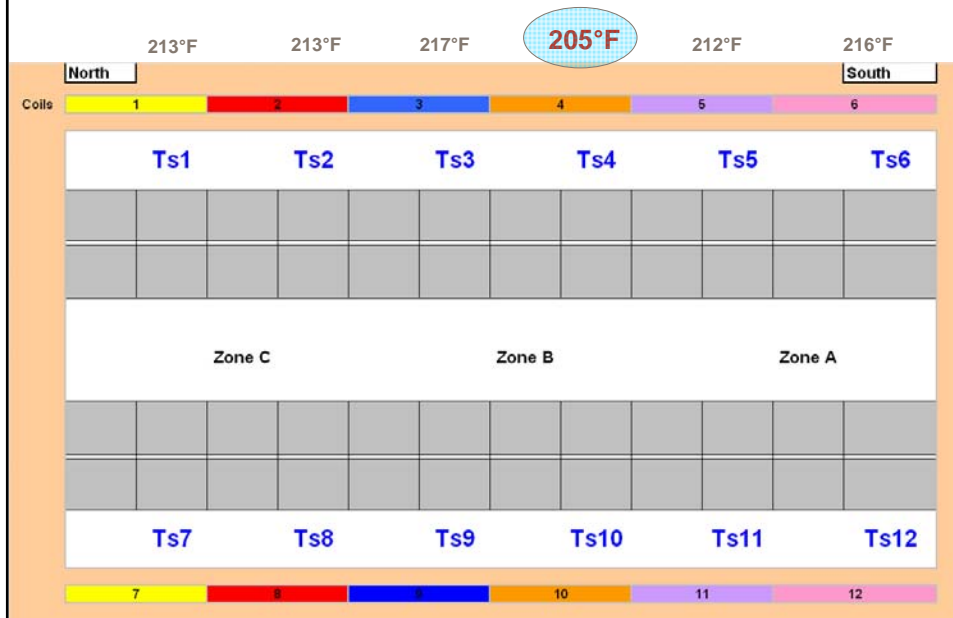 213°F 213°F 217°F 205°F 212°F 216°F
North South
Coils 1 2 3 4 5 6
Ts1 Ts2 Ts3 Ts4 Ts5 Ts6
Zone C Zone B Zone A
Ts7 Ts8 Ts9 Ts10 Ts11 Ts12
7 8 9 10 11 12